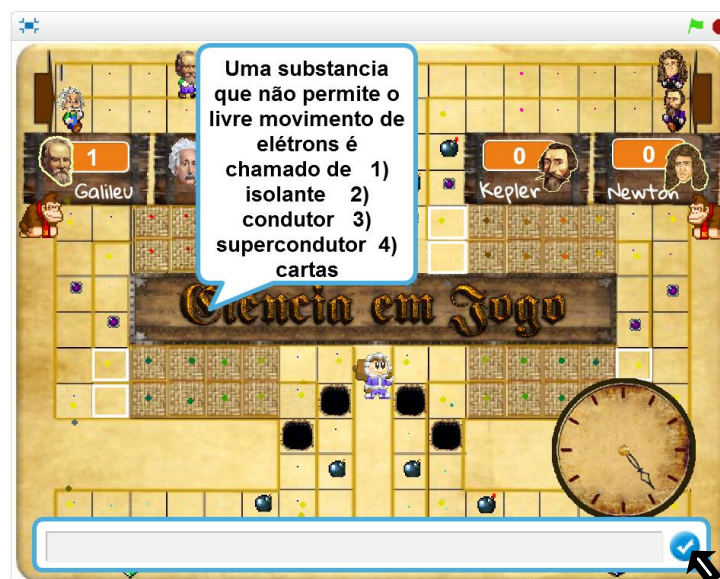 Uma substancia
que não permite o
livre movimento de
elétrons é
chamado de 1)
isolante 2)
condutor 3)
supercondutor 4)
cartas
1
0
0
Galileu
Kepler
Newton
Ciência em Jogo